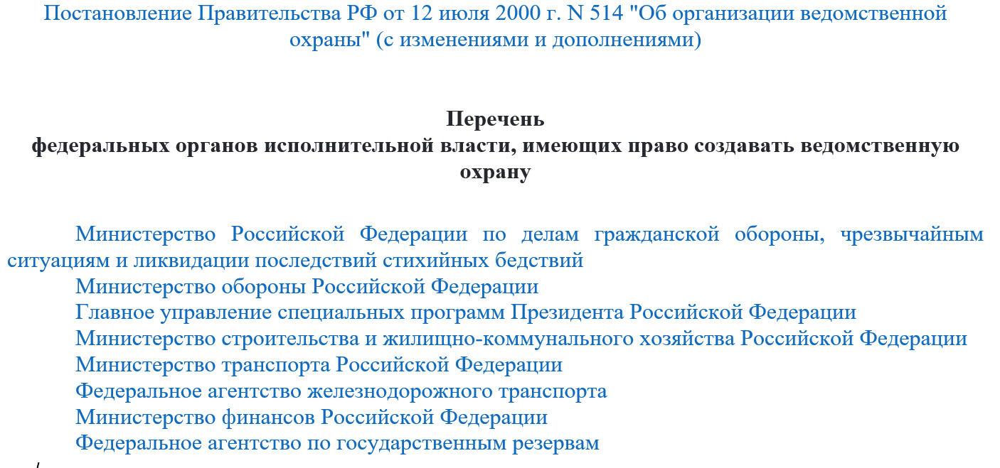 Постановление Правительства РФ от 12 июля 2000 г. N 514 "Об организации ведомственной
охраны" (с изменениями и дополнениями)
Перечень
федеральных органов исполнительной власти, имеющих право создавать ведомственную
охрану
Министерство Российской Федерации по делам гражданской обороны, чрезвычайным
ситуациям и ликвидации последствий стихийных бедствий
Министерство обороны Российской Федерации
Главное управление специальных программ Президента Российской Федерации
Министерство строительства и жилищно-коммунального хозяйства Российской Федерации
Министерство транспорта Российской Федерации
Федеральное агентство железнодорожного транспорта
Министерство финансов Российской Федерации
Федеральное агентство по государственным резервам